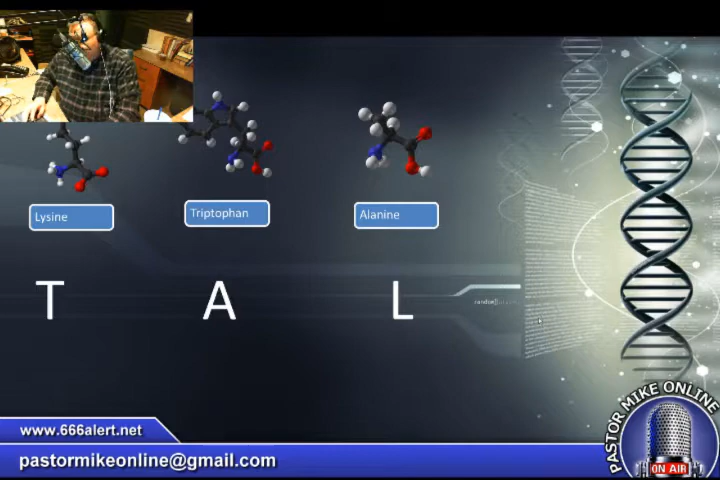 Lysine
Triptophan
Alanine
T A L
www.666alert.net
pastormikeonline@gmail.com
PASTOR MIKE ONLINE
ON AIR